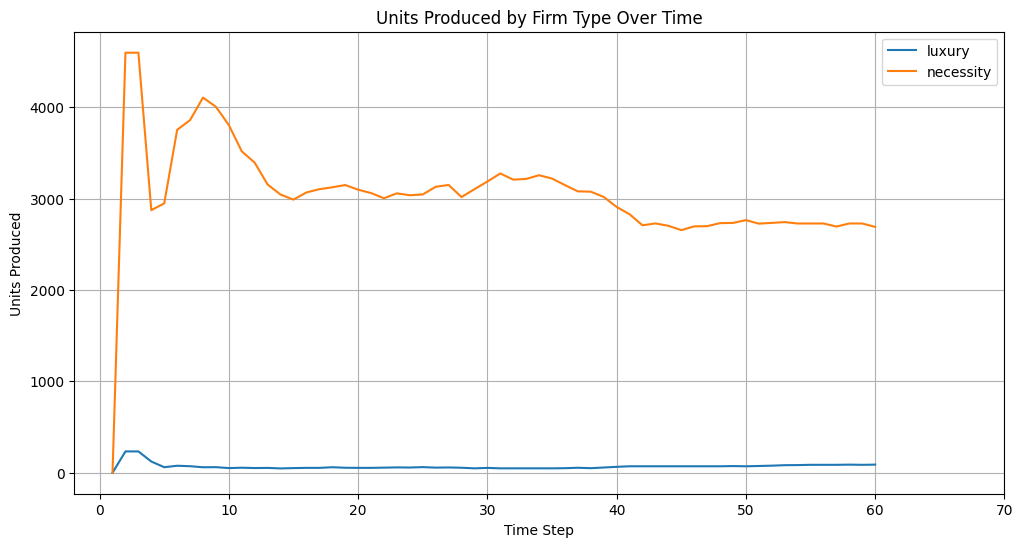 Units Produced by Firm Type Over Time
luxury
necessity
Units Produced
4000
3000
2000
1000
0
0 10 20 30 40 50 60 70
Time Step